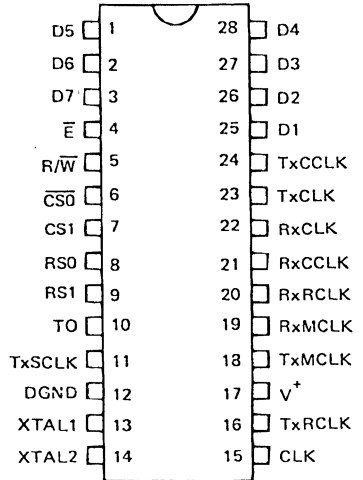 D5 1 28 D4
D6 2 27 D3
D7 3 26 D2
E̅ 4 25 D1
R/W̅ 5 24 TxCCLK
C̅S̅0̅ 6 23 TxCLK
CS1 7 22 RxCLK
RS0 8 21 RxCCLK
RS1 9 20 RxRCLK
TO 10 19 RxMCLK
TxSCLK 11 18 TxMCLK
DGND 12 17 V⁺
XTAL1 13 16 TxRCLK
XTAL2 14 15 CLK